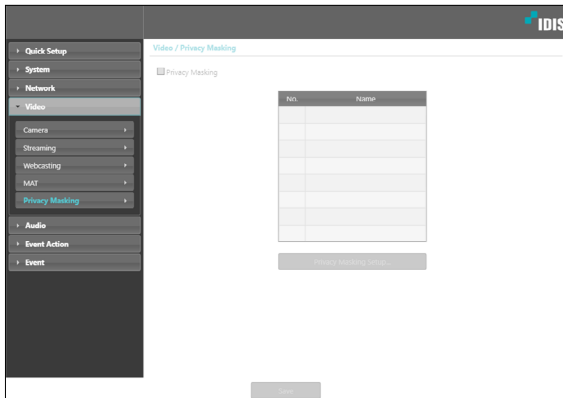 IDIS
Quick Setup
System
Network
Video
Camera
Streaming
Webcasting
MAT
Privacy Masking
Audio
Event Action
Event
Video / Privacy Masking
Privacy Masking
No. Name
Privacy Masking Setup...
Save